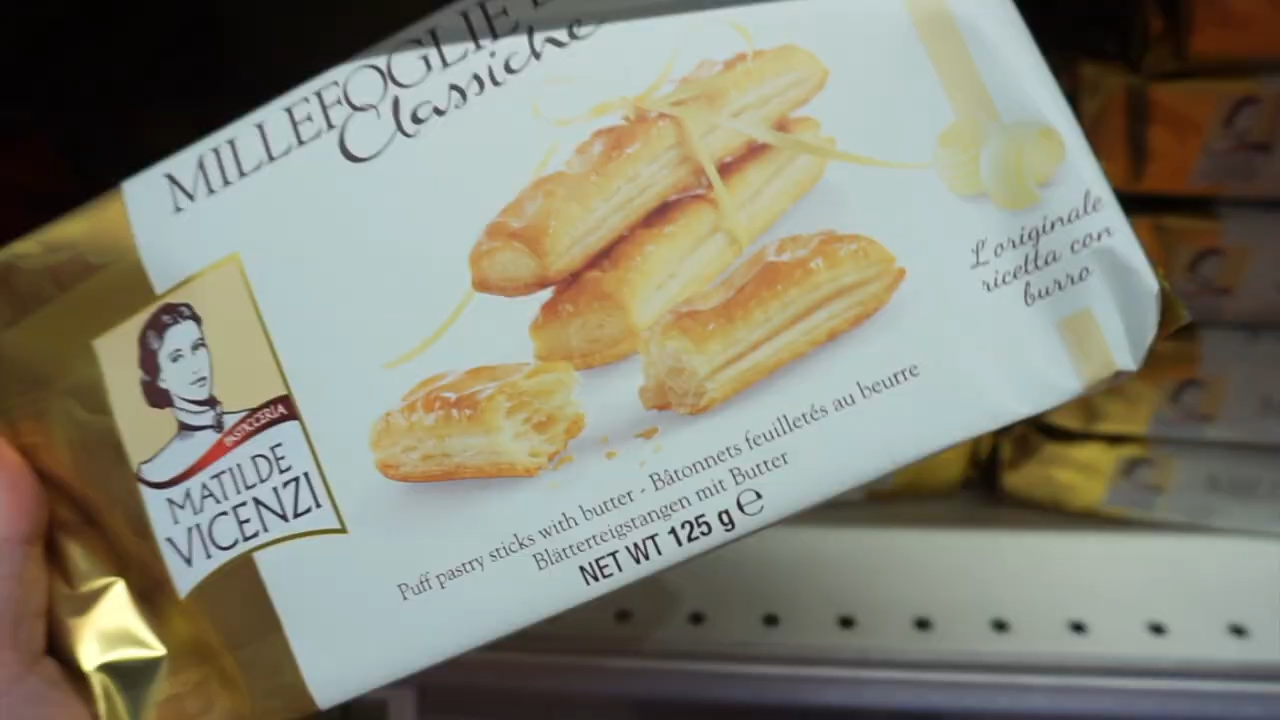 MILLEFOGLIE
Classiche
L'originale
ricetta con
burro
PASTICCERIA
MATILDE
VICENZI
Puff pastry sticks with butter - Bâtonnets feuilletés au beurre
Blätterteigstangen mit Butter
NET WT 125 g ℮